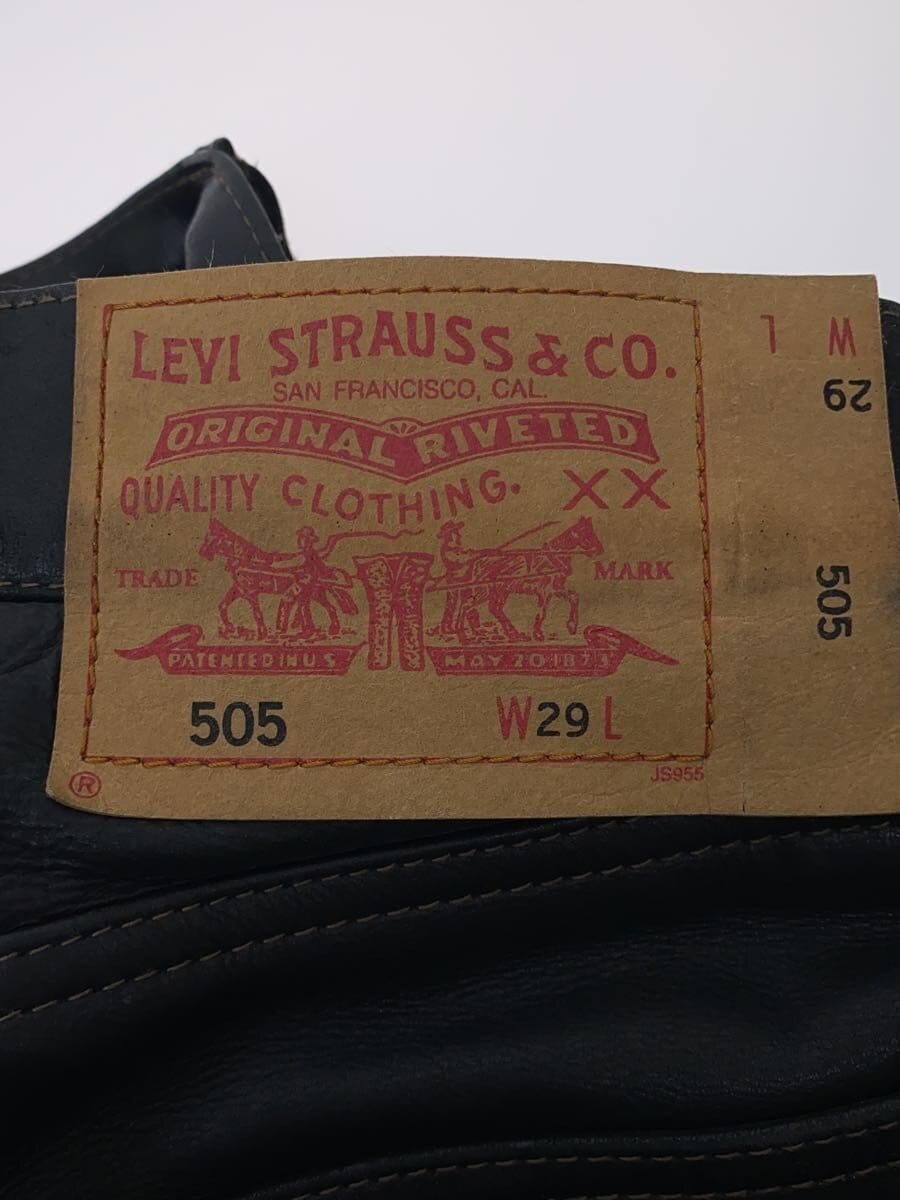 LEVI STRAUSS & CO.
SAN FRANCISCO, CAL.
ORIGINAL RIVETED
QUALITY CLOTHING. XX
TRADE MARK
PATENTED IN U S MAY 20 1873
505 W29 L
® JS955
W L
29
505